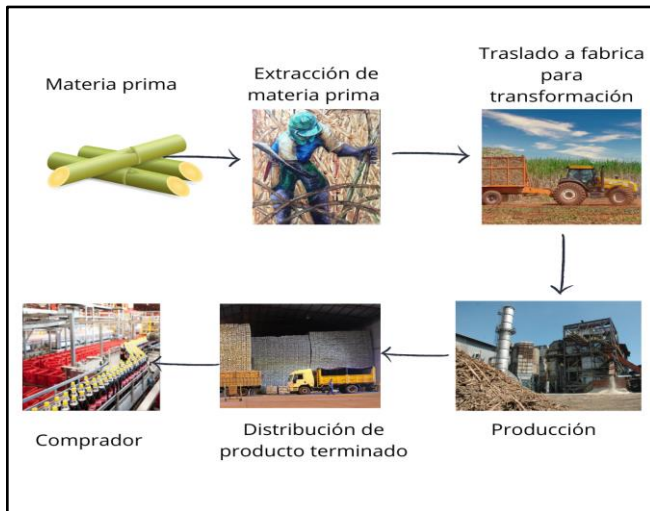 Materia prima
Extracción de
materia prima
Traslado a fabrica
para
transformación
Producción
Distribución de
producto terminado
Comprador